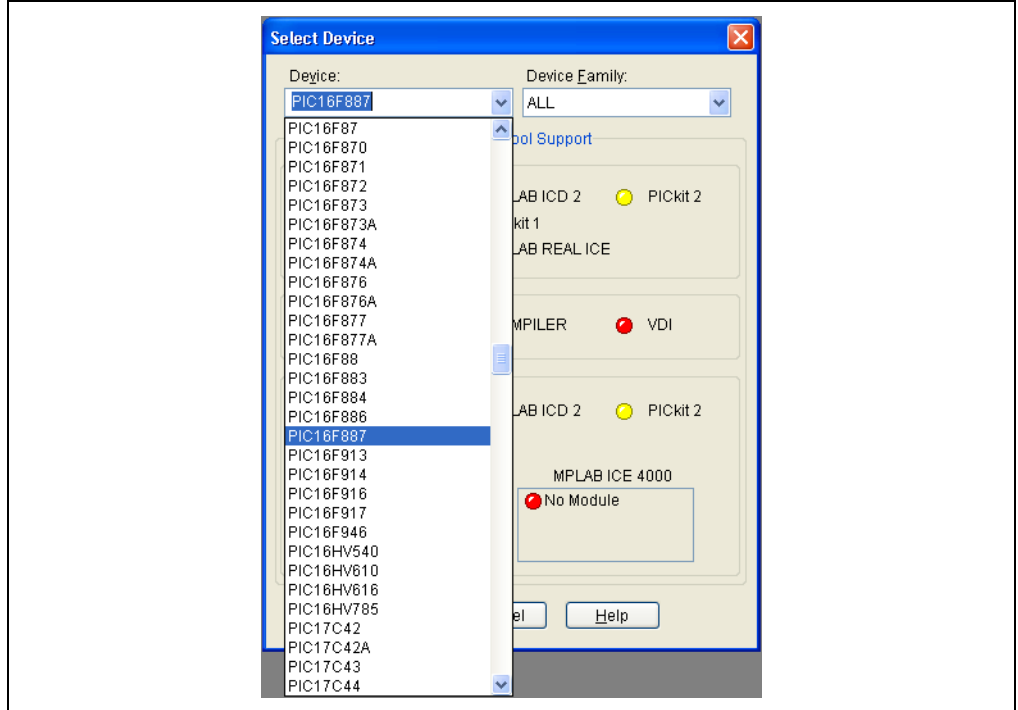 Select Device
Device:
Device Family:
PIC16F887
ALL
PIC16F87
PIC16F870
PIC16F871
PIC16F872
PIC16F873
PIC16F873A
PIC16F874
PIC16F874A
PIC16F876
PIC16F876A
PIC16F877
PIC16F877A
PIC16F88
PIC16F883
PIC16F884
PIC16F886
PIC16F887
PIC16F913
PIC16F914
PIC16F916
PIC16F917
PIC16F946
PIC16HV540
PIC16HV610
PIC16HV616
PIC16HV785
PIC17C42
PIC17C42A
PIC17C43
PIC17C44
ool Support
LAB ICD 2 PICkit 2
kit 1
LAB REAL ICE
MPILER VDI
LAB ICD 2 PICkit 2
MPLAB ICE 4000
No Module
el
Help